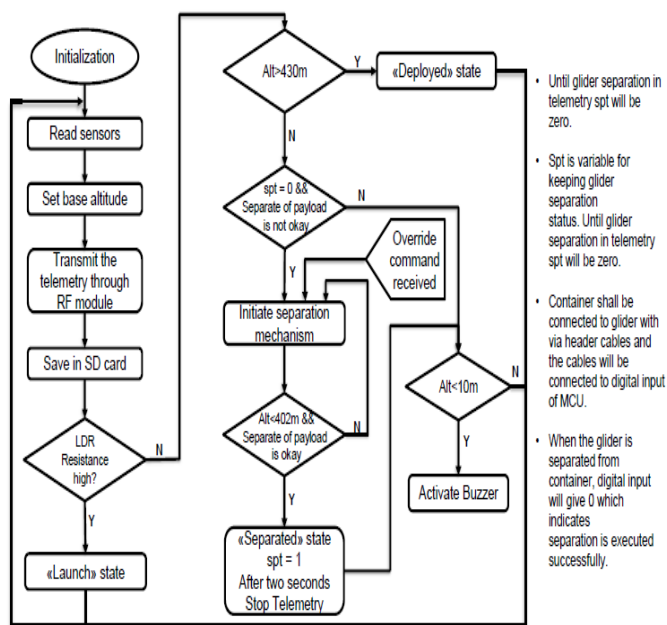 Initialization
Read sensors
Set base altitude
Transmit the
telemetry through
RF module
Save in SD card
LDR
Resistance
high?
N
Y
«Launch» state
Alt>430m
Y
«Deployed» state
N
spt = 0 &&
Separate of payload
is not okay
N
Y
Override
command
received
Initiate separation
mechanism
Alt<402m &&
Separate of payload
is okay
N
Y
«Separated» state
spt = 1
After two seconds
Stop Telemetry
Alt<10m
N
Y
Activate Buzzer
• Until glider separation in
telemetry spt will be
zero.
• Spt is variable for
keeping glider
separation
status. Until glider
separation in telemetry
spt will be zero.
• Container shall be
connected to glider with
via header cables and
the cables will be
connected to digital input
of MCU.
• When the glider is
separated from
container, digital input
will give 0 which
indicates
separation is executed
successfully.